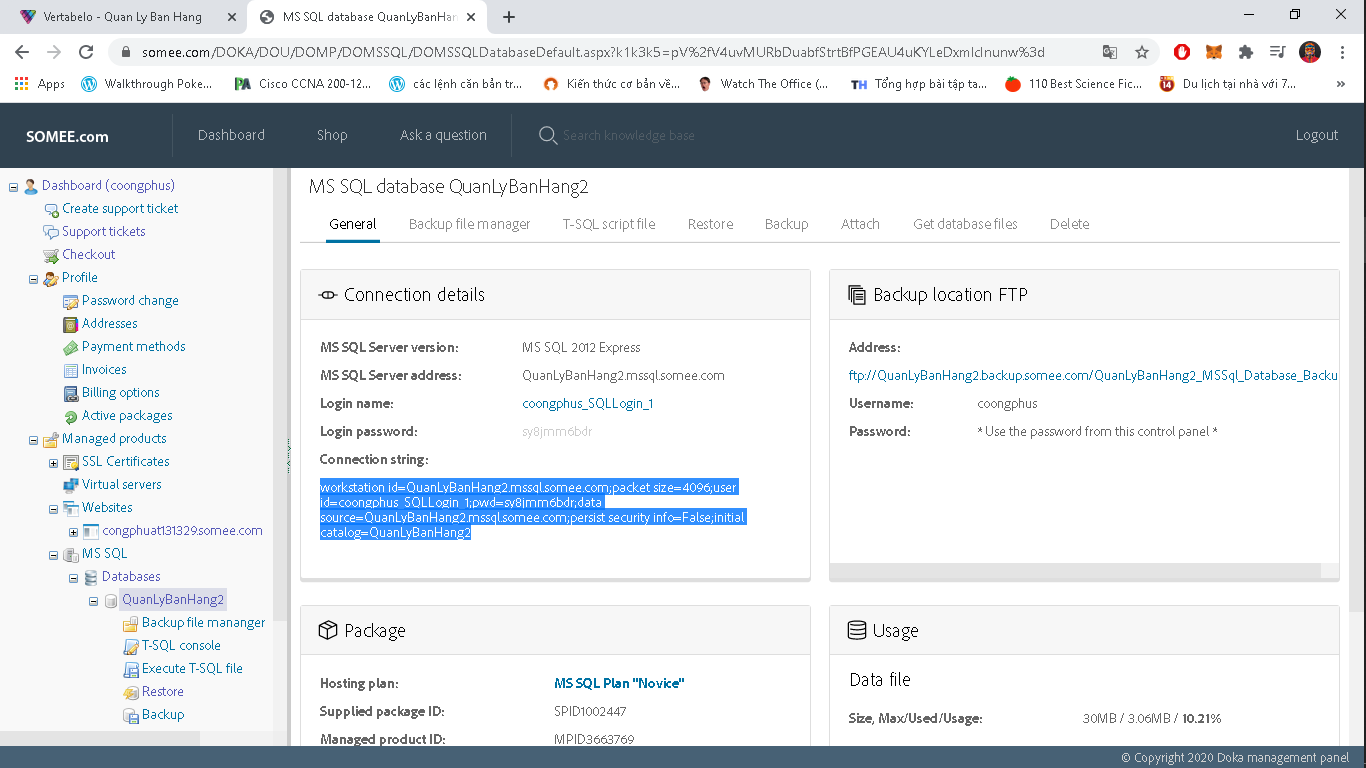 Vertabelo - Quan Ly Ban Hang
MS SQL database QuanLyBanHan
somee.com/DOKA/DOU/DOMP/DOMSSQL/DOMSSQLDatabaseDefault.aspx?k1k3k5=pV%2fV4uvMURbDuabfStrtBfPGEAU4uKYLeDxmIclnunw%3d
Apps
Walkthrough Poke...
Cisco CCNA 200-12...
các lệnh căn bản tr...
Kiến thức cơ bản về...
Watch The Office (...
TH Tổng hợp bài tập ta...
110 Best Science Fic...
14 Du lịch tại nhà với 7...
»
SOMEE.com
Dashboard
Shop
Ask a question
Search knowledge base
Logout
Dashboard (coongphus)
Create support ticket
Support tickets
Checkout
Profile
Password change
Addresses
Payment methods
Invoices
Billing options
Active packages
Managed products
SSL Certificates
Virtual servers
Websites
congphuat131329.somee.com
MS SQL
Databases
QuanLyBanHang2
Backup file mananger
T-SQL console
Execute T-SQL file
Restore
Backup
MS SQL database QuanLyBanHang2
General
Backup file manager
T-SQL script file
Restore
Backup
Attach
Get database files
Delete
Connection details
MS SQL Server version: MS SQL 2012 Express
MS SQL Server address: QuanLyBanHang2.mssql.somee.com
Login name: coongphus_SQLLogin_1
Login password: sy8jmm6bdr
Connection string:
workstation id=QuanLyBanHang2.mssql.somee.com;packet size=4096;user
id=coongphus_SQLLogin_1;pwd=sy8jmm6bdr;data
source=QuanLyBanHang2.mssql.somee.com;persist security info=False;initial
catalog=QuanLyBanHang2
Backup location FTP
Address:
ftp://QuanLyBanHang2.backup.somee.com/QuanLyBanHang2_MSSql_Database_Backu
Username: coongphus
Password: * Use the password from this control panel *
Package
Hosting plan: MS SQL Plan "Novice"
Supplied package ID: SPID1002447
Managed product ID: MPID3663769
Usage
Data file
Size, Max/Used/Usage: 30MB / 3.06MB / 10.21%
© Copyright 2020 Doka management panel